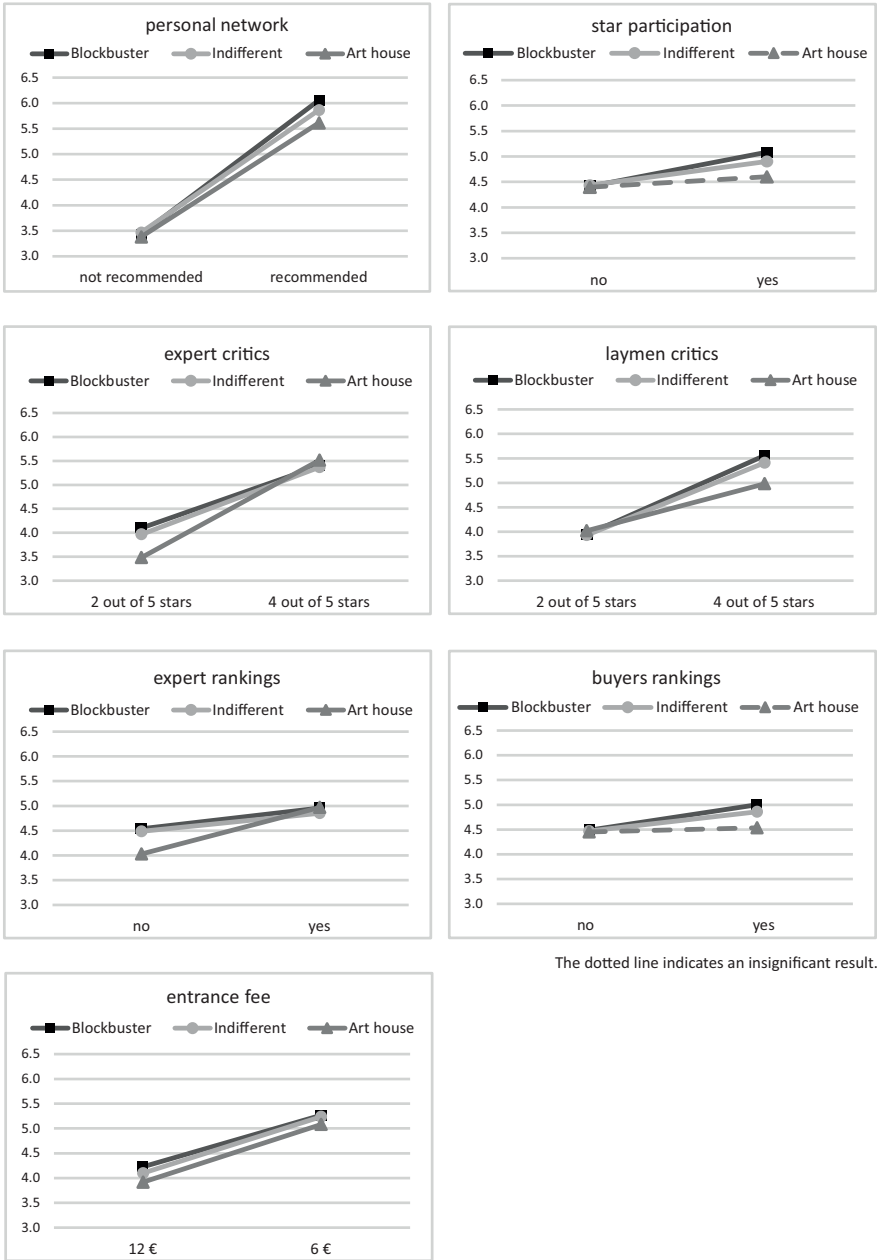 personal network
Blockbuster Indifferent Art house
6.5
6.0
5.5
5.0
4.5
4.0
3.5
3.0
not recommended recommended
star participation
Blockbuster Indifferent Art house
6.5
6.0
5.5
5.0
4.5
4.0
3.5
3.0
no yes
expert critics
Blockbuster Indifferent Art house
6.5
6.0
5.5
5.0
4.5
4.0
3.5
3.0
2 out of 5 stars 4 out of 5 stars
laymen critics
Blockbuster Indifferent Art house
6.5
6.0
5.5
5.0
4.5
4.0
3.5
3.0
2 out of 5 stars 4 out of 5 stars
expert rankings
Blockbuster Indifferent Art house
6.5
6.0
5.5
5.0
4.5
4.0
3.5
3.0
no yes
buyers rankings
Blockbuster Indifferent Art house
6.5
6.0
5.5
5.0
4.5
4.0
3.5
3.0
no yes
The dotted line indicates an insignificant result.
entrance fee
Blockbuster Indifferent Art house
6.5
6.0
5.5
5.0
4.5
4.0
3.5
3.0
12 € 6 €